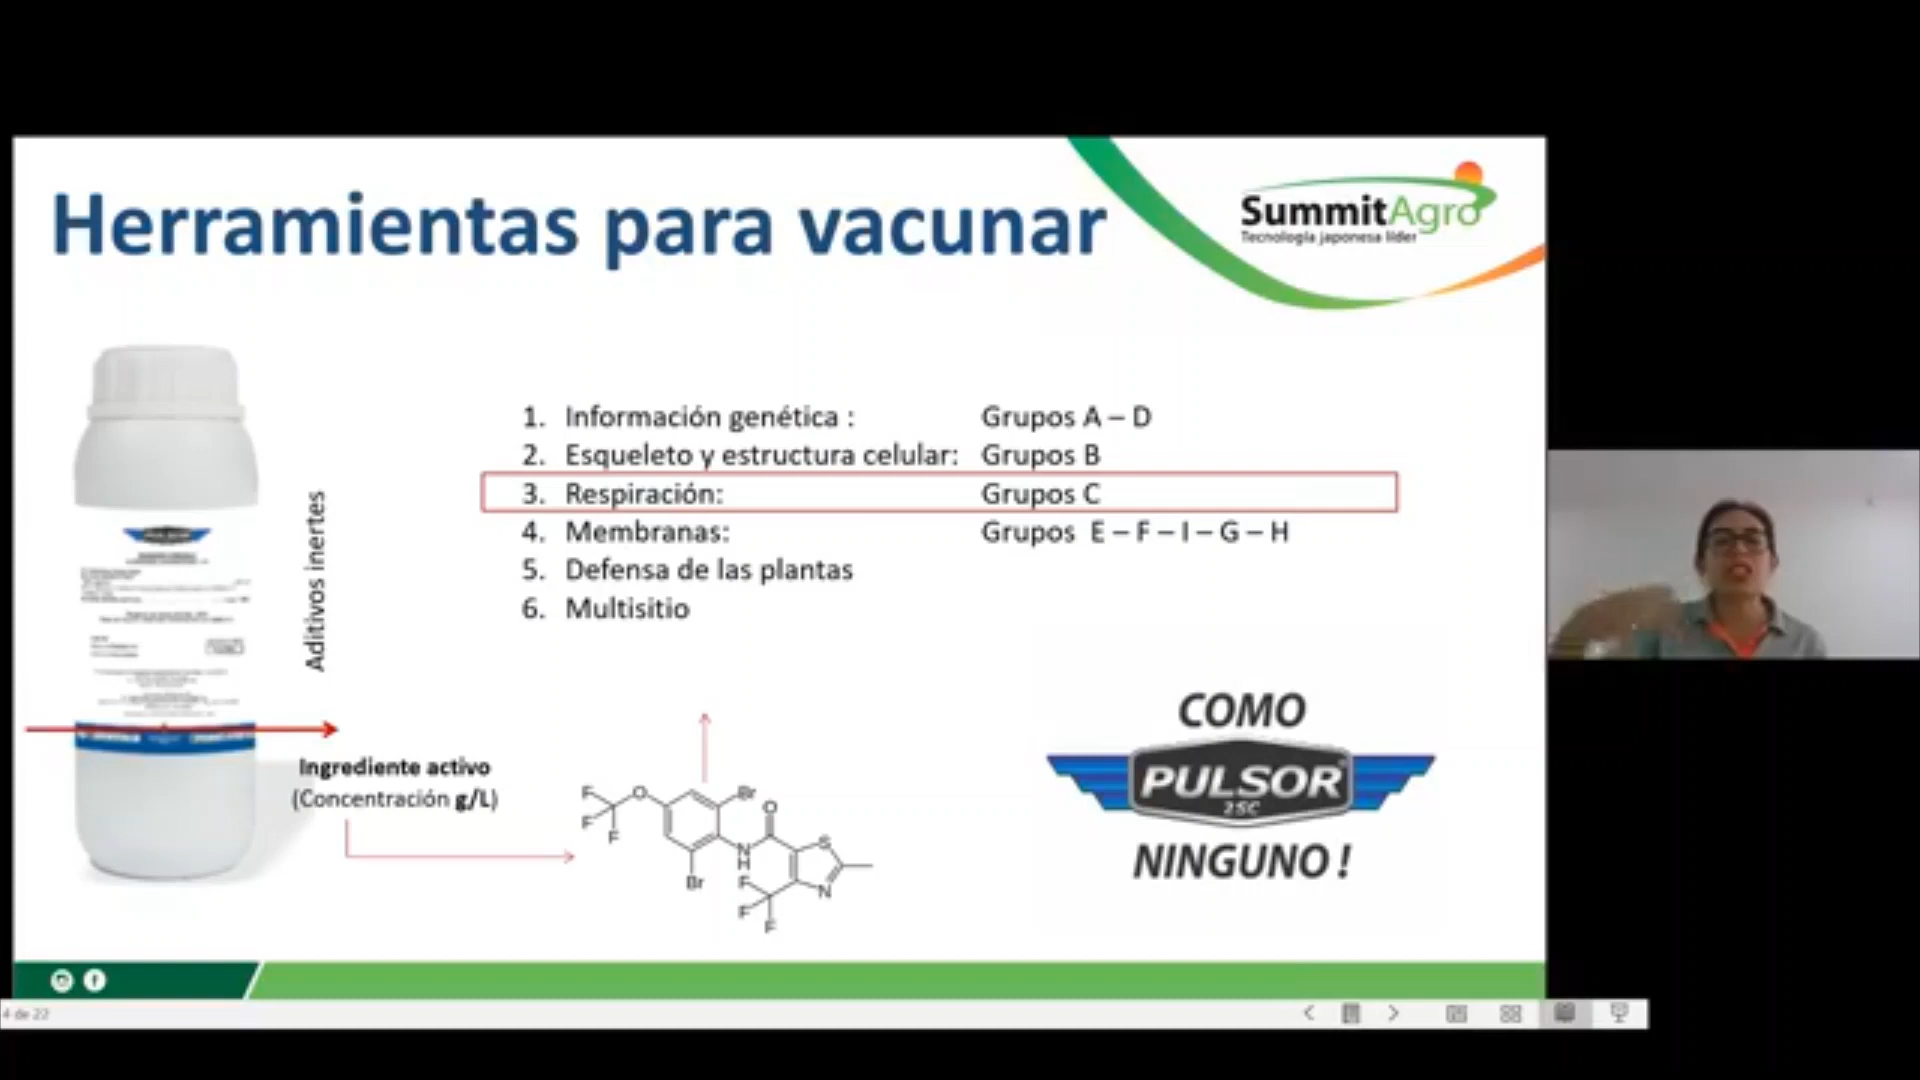 Herramientas para vacunar
SummitAgro
Tecnología japonesa líder
1. Información genética : Grupos A – D
2. Esqueleto y estructura celular: Grupos B
3. Respiración: Grupos C
4. Membranas: Grupos E – F – I – G – H
5. Defensa de las plantas
6. Multisitio
PULSOR
Aditivos inertes
Ingrediente activo
(Concentración g/L)
F
O
Br
F
F
O
N
H
S
Br
F
N
F
F
COMO
PULSOR
2SC
NINGUNO !
4 de 22